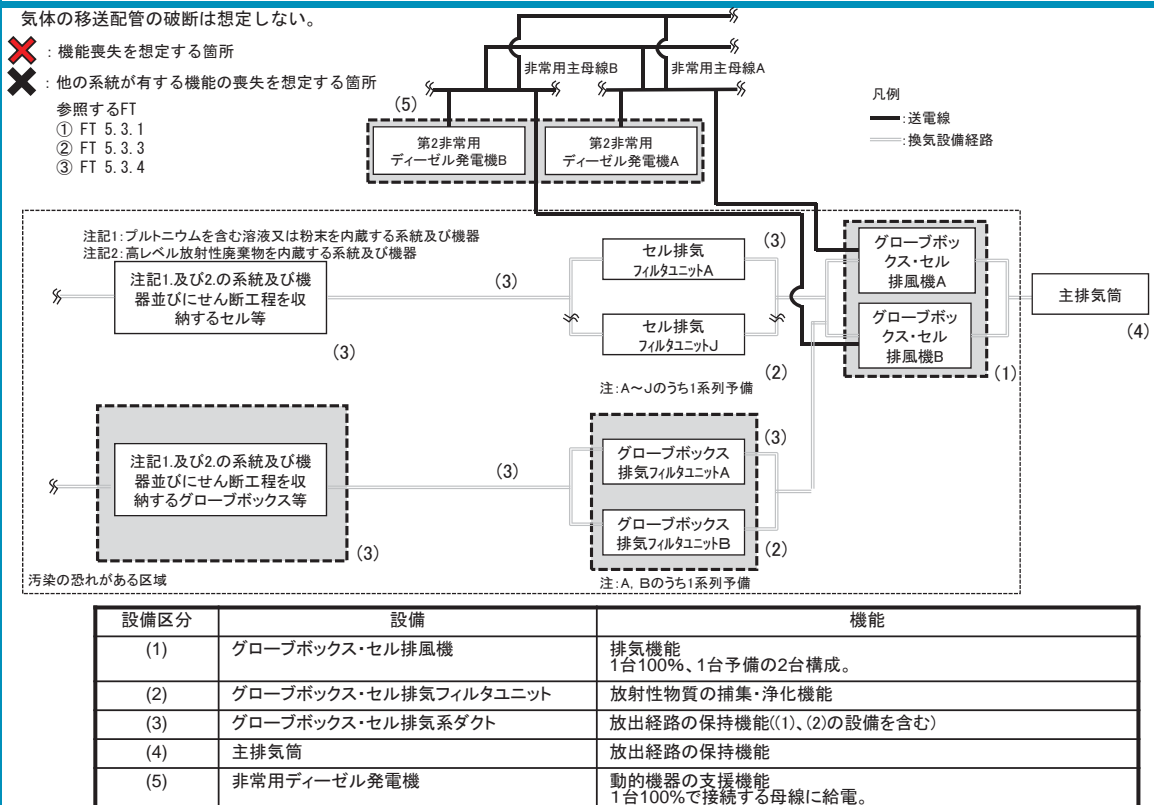 気体の移送配管の破断は想定しない。
：機能喪失を想定する箇所
：他の系統が有する機能の喪失を想定する箇所
参照するFT
① FT 5.3.1
② FT 5.3.3
③ FT 5.3.4
非常用主母線B
非常用主母線A
(5)
第2非常用
ディーゼル発電機B
第2非常用
ディーゼル発電機A
凡例
：送電線
：換気設備経路
注記1：プルトニウムを含む溶液又は粉末を内蔵する系統及び機器
注記2：高レベル放射性廃棄物を内蔵する系統及び機器
注記1.及び2.の系統及び機
器並びにせん断工程を収
納するセル等
(3)
(3)
セル排気
フィルタユニットA
(3)
セル排気
フィルタユニットJ
(2)
注：A～Jのうち1系列予備
グローブボッ
クス・セル
排風機A
グローブボッ
クス・セル
排風機B
(1)
主排気筒
(4)
注記1.及び2.の系統及び機
器並びにせん断工程を収
納するグローブボックス等
(3)
(3)
グローブボックス
排気フィルタユニットA
(3)
グローブボックス
排気フィルタユニットB
(2)
注：A, Bのうち1系列予備
汚染の恐れがある区域
設備区分 設備 機能
(1) グローブボックス・セル排風機 排気機能
1台100%、1台予備の2台構成。
(2) グローブボックス・セル排気フィルタユニット 放射性物質の捕集・浄化機能
(3) グローブボックス・セル排気系ダクト 放出経路の保持機能((1)、(2)の設備を含む)
(4) 主排気筒 放出経路の保持機能
(5) 非常用ディーゼル発電機 動的機器の支援機能
1台100%で接続する母線に給電。